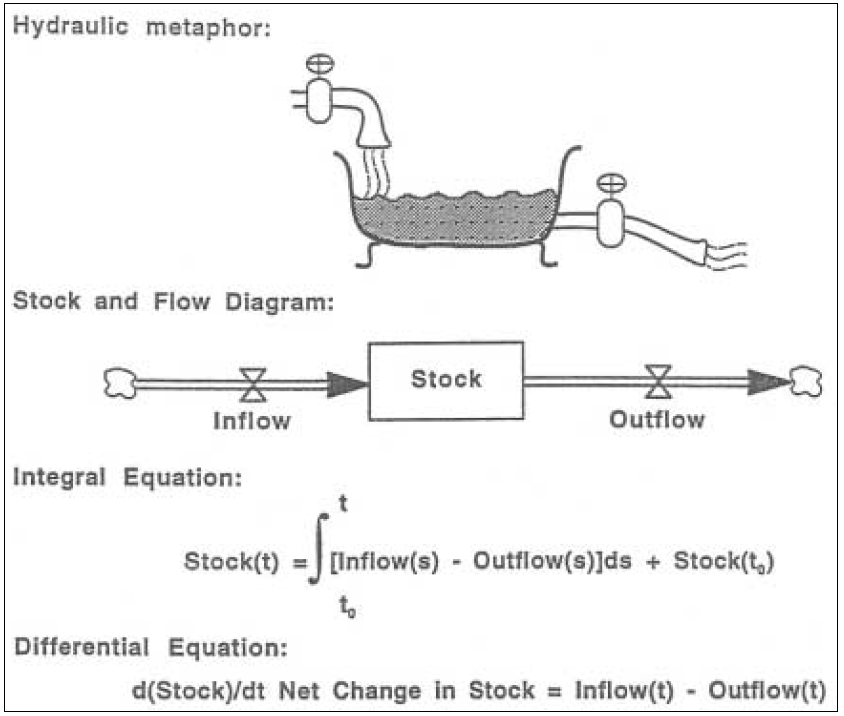 Hydraulic metaphor:
Stock and Flow Diagram:
Stock
Inflow
Outflow
Integral Equation:
t
Stock(t) = ∫ [Inflow(s) - Outflow(s)]ds + Stock(t₀)
t₀
Differential Equation:
d(Stock)/dt Net Change in Stock = Inflow(t) - Outflow(t)